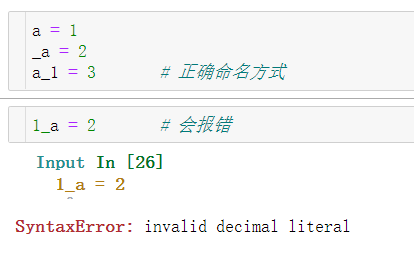 a = 1
_a = 2
a_1 = 3 # 正确命名方式
1_a = 2 # 会报错
Input In [26]
1_a = 2
^
SyntaxError: invalid decimal literal